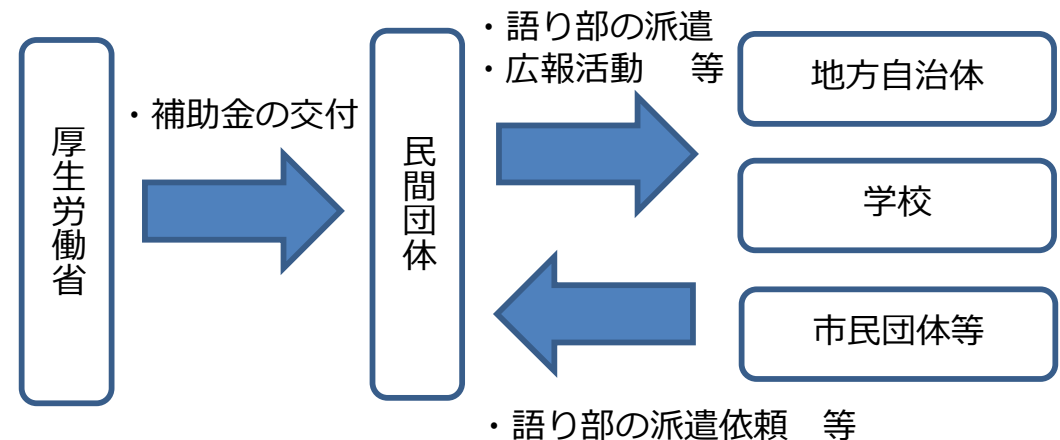 厚生労働省
・補助金の交付
民間団体
・語り部の派遣
・広報活動　等
地方自治体
学校
市民団体等
・語り部の派遣依頼　等